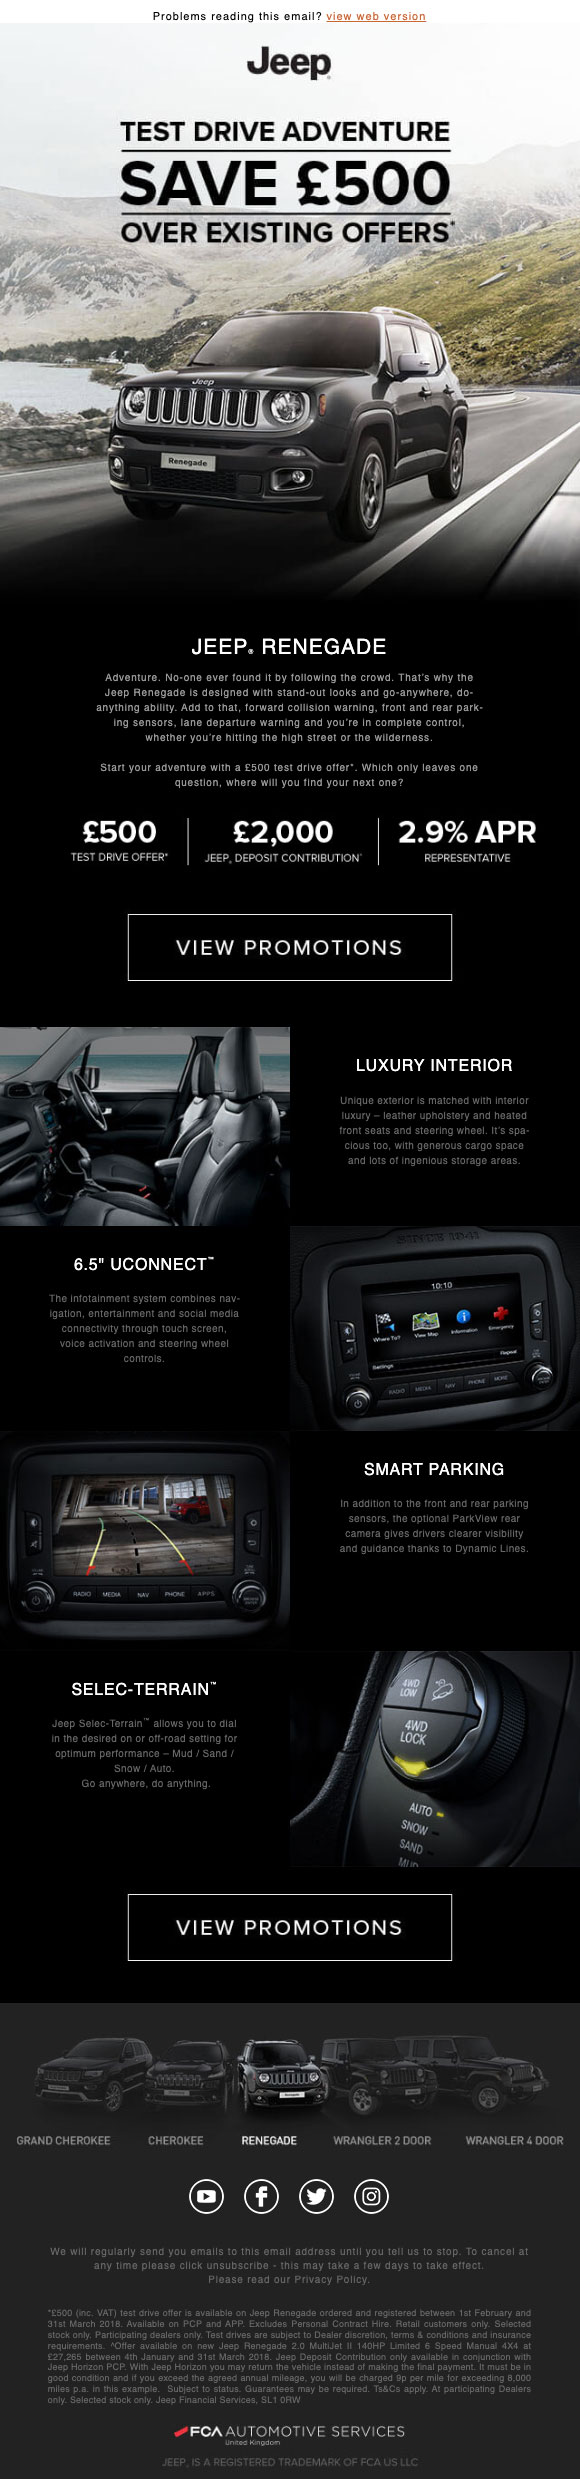 Problems reading this email? view web version
Jeep
TEST DRIVE ADVENTURE
SAVE £500
OVER EXISTING OFFERS*
Jeep
Renegade
JEEP® RENEGADE
Adventure. No-one ever found it by following the crowd. That's why the
Jeep Renegade is designed with stand-out looks and go-anywhere, do-
anything ability. Add to that, forward collision warning, front and rear park-
ing sensors, lane departure warning and you're in complete control,
whether you're hitting the high street or the wilderness.
Start your adventure with a £500 test drive offer*. Which only leaves one
question, where will you find your next one?
£500
TEST DRIVE OFFER*
£2,000
JEEP® DEPOSIT CONTRIBUTION^
2.9% APR
REPRESENTATIVE
VIEW PROMOTIONS
LUXURY INTERIOR
Unique exterior is matched with interior
luxury – leather upholstery and heated
front seats and steering wheel. It's spa-
cious too, with generous cargo space
and lots of ingenious storage areas.
6.5" UCONNECT™
The infotainment system combines nav-
igation, entertainment and social media
connectivity through touch screen,
voice activation and steering wheel
controls.
SINCE 1941
10:10
Where To?
View Map
Information
Emergency
Settings
Repeat
RADIO MEDIA NAV PHONE MORE
SMART PARKING
In addition to the front and rear parking
sensors, the optional ParkView rear
camera gives drivers clearer visibility
and guidance thanks to Dynamic Lines.
RADIO MEDIA NAV PHONE APPS
SELEC-TERRAIN™
Jeep Selec-Terrain™ allows you to dial
in the desired on or off-road setting for
optimum performance – Mud / Sand /
Snow / Auto.
Go anywhere, do anything.
4WD
LOW
4WD
LOCK
AUTO
SNOW
SAND
MUD
VIEW PROMOTIONS
GRAND CHEROKEE
CHEROKEE
RENEGADE
WRANGLER 2 DOOR
WRANGLER 4 DOOR
We will regularly send you emails to this email address until you tell us to stop. To cancel at
any time please click unsubscribe - this may take a few days to take effect.
Please read our Privacy Policy.
*£500 (inc. VAT) test drive offer is available on Jeep Renegade ordered and registered between 1st February and
31st March 2018. Available on PCP and APP. Excludes Personal Contract Hire. Retail customers only. Selected
stock only. Participating dealers only. Test drives are subject to Dealer discretion, terms & conditions and insurance
requirements. ^Offer available on new Jeep Renegade 2.0 MultiJet II 140HP Limited 6 Speed Manual 4X4 at
£27,265 between 4th January and 31st March 2018. Jeep Deposit Contribution only available in conjunction with
Jeep Horizon PCP. With Jeep Horizon you may return the vehicle instead of making the final payment. It must be in
good condition and if you exceed the agreed annual mileage, you will be charged 9p per mile for exceeding 8,000
miles p.a. in this example. Subject to status. Guarantees may be required. Ts&Cs apply. At participating Dealers
only. Selected stock only. Jeep Financial Services, SL1 0RW
FCA AUTOMOTIVE SERVICES
United Kingdom
JEEP® IS A REGISTERED TRADEMARK OF FCA US LLC